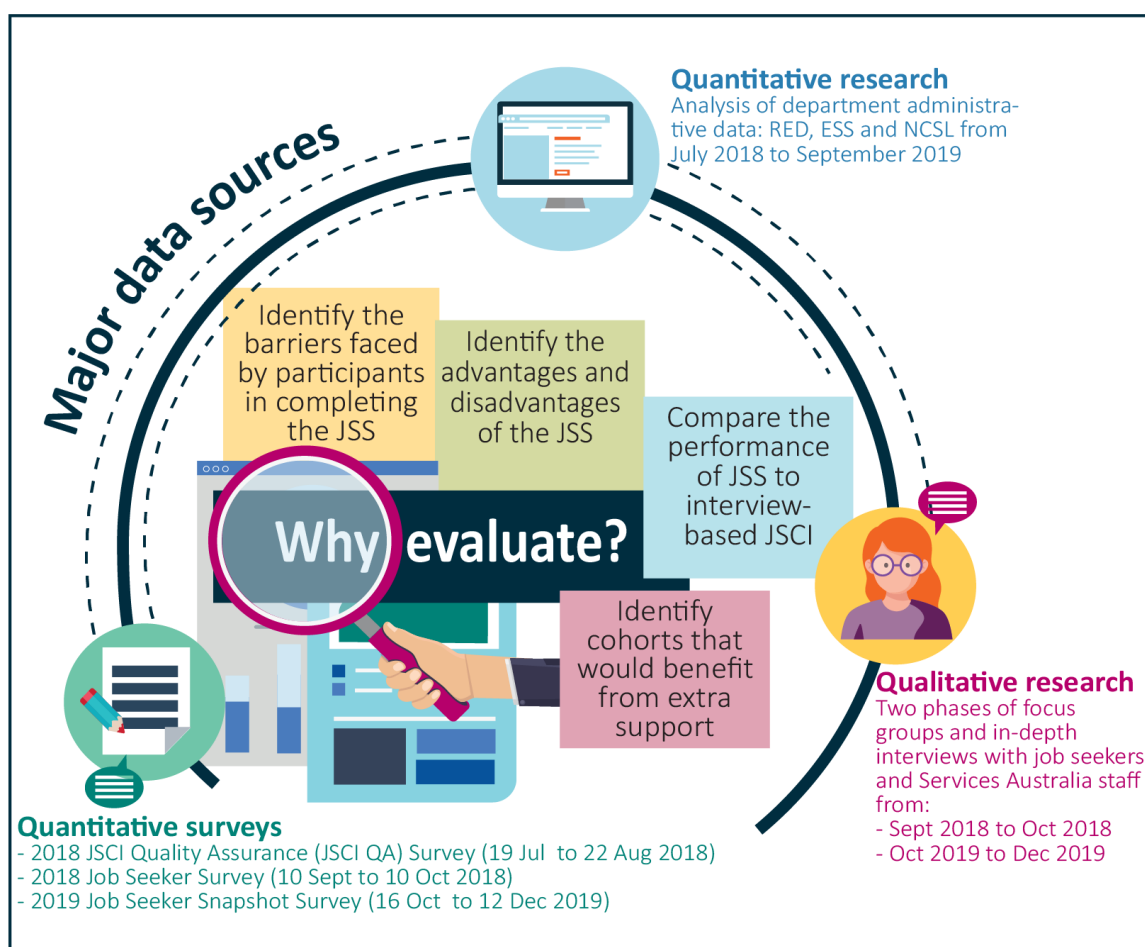 Major data sources
Quantitative research
Analysis of department administra-
tive data: RED, ESS and NCSL from
July 2018 to September 2019
Identify the
barriers faced
by participants
in completing
the JSS
Identify the
advantages and
disadvantages
of the JSS
Compare the
performance
of JSS to
interview-
based JSCI
Why evaluate?
Identify
cohorts that
would benefit
from extra
support
Qualitative research
Two phases of focus
groups and in-depth
interviews with job seekers
and Services Australia staff
from:
- Sept 2018 to Oct 2018
- Oct 2019 to Dec 2019
Quantitative surveys
- 2018 JSCI Quality Assurance (JSCI QA) Survey (19 Jul to 22 Aug 2018)
- 2018 Job Seeker Survey (10 Sept to 10 Oct 2018)
- 2019 Job Seeker Snapshot Survey (16 Oct to 12 Dec 2019)